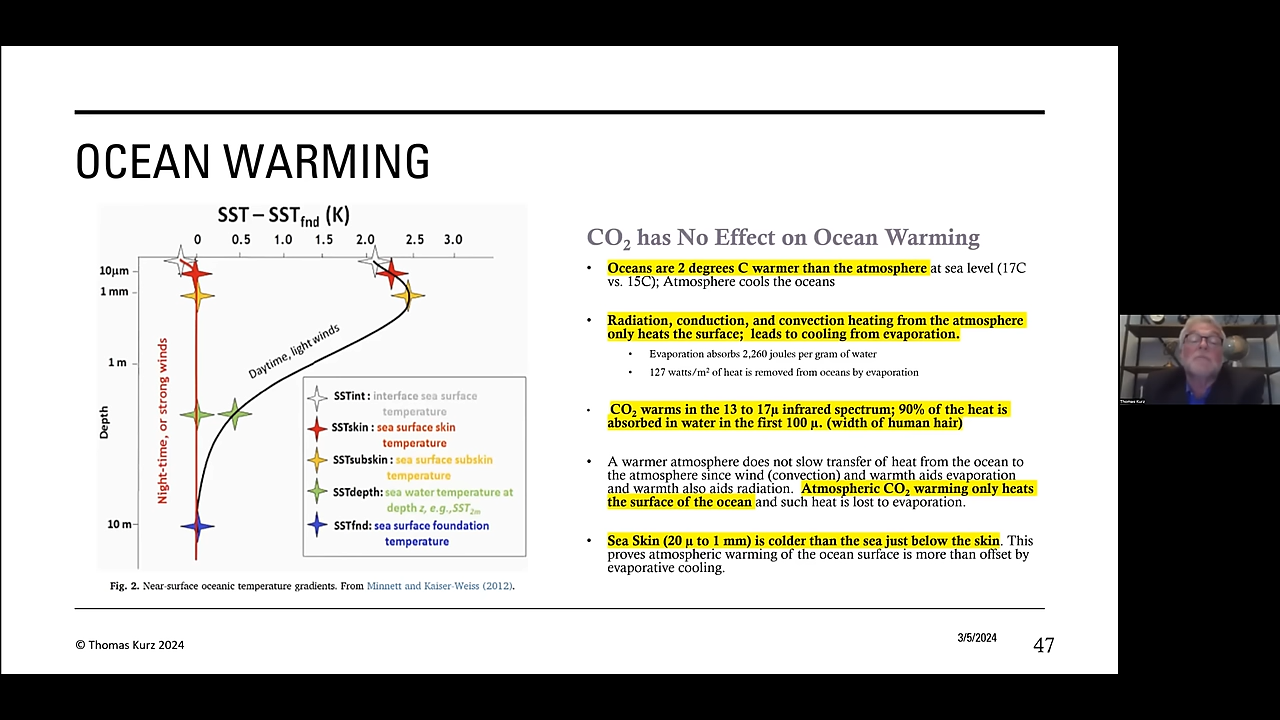 OCEAN WARMING
SST – SSTfnd (K)
0 0.5 1.0 1.5 2.0 2.5 3.0
10μm
1 mm
1 m
10 m
Depth
Night-time, or strong winds
Daytime, light winds
SSTint : interface sea surface
temperature
SSTskin : sea surface skin
temperature
SSTsubskin : sea surface subskin
temperature
SSTdepth: sea water temperature at
depth z, e.g.,SST2m
SSTfnd: sea surface foundation
temperature
Fig. 2. Near-surface oceanic temperature gradients. From Minnett and Kaiser-Weiss (2012).
CO₂ has No Effect on Ocean Warming
• Oceans are 2 degrees C warmer than the atmosphere at sea level (17C
vs. 15C); Atmosphere cools the oceans
• Radiation, conduction, and convection heating from the atmosphere
only heats the surface; leads to cooling from evaporation.
• Evaporation absorbs 2,260 joules per gram of water
• 127 watts/m² of heat is removed from oceans by evaporation
• CO₂ warms in the 13 to 17μ infrared spectrum; 90% of the heat is
absorbed in water in the first 100 μ. (width of human hair)
• A warmer atmosphere does not slow transfer of heat from the ocean to
the atmosphere since wind (convection) and warmth aids evaporation
and warmth also aids radiation. Atmospheric CO₂ warming only heats
the surface of the ocean and such heat is lost to evaporation.
• Sea Skin (20 μ to 1 mm) is colder than the sea just below the skin. This
proves atmospheric warming of the ocean surface is more than offset by
evaporative cooling.
© Thomas Kurz 2024
3/5/2024
47
Thomas Kurz